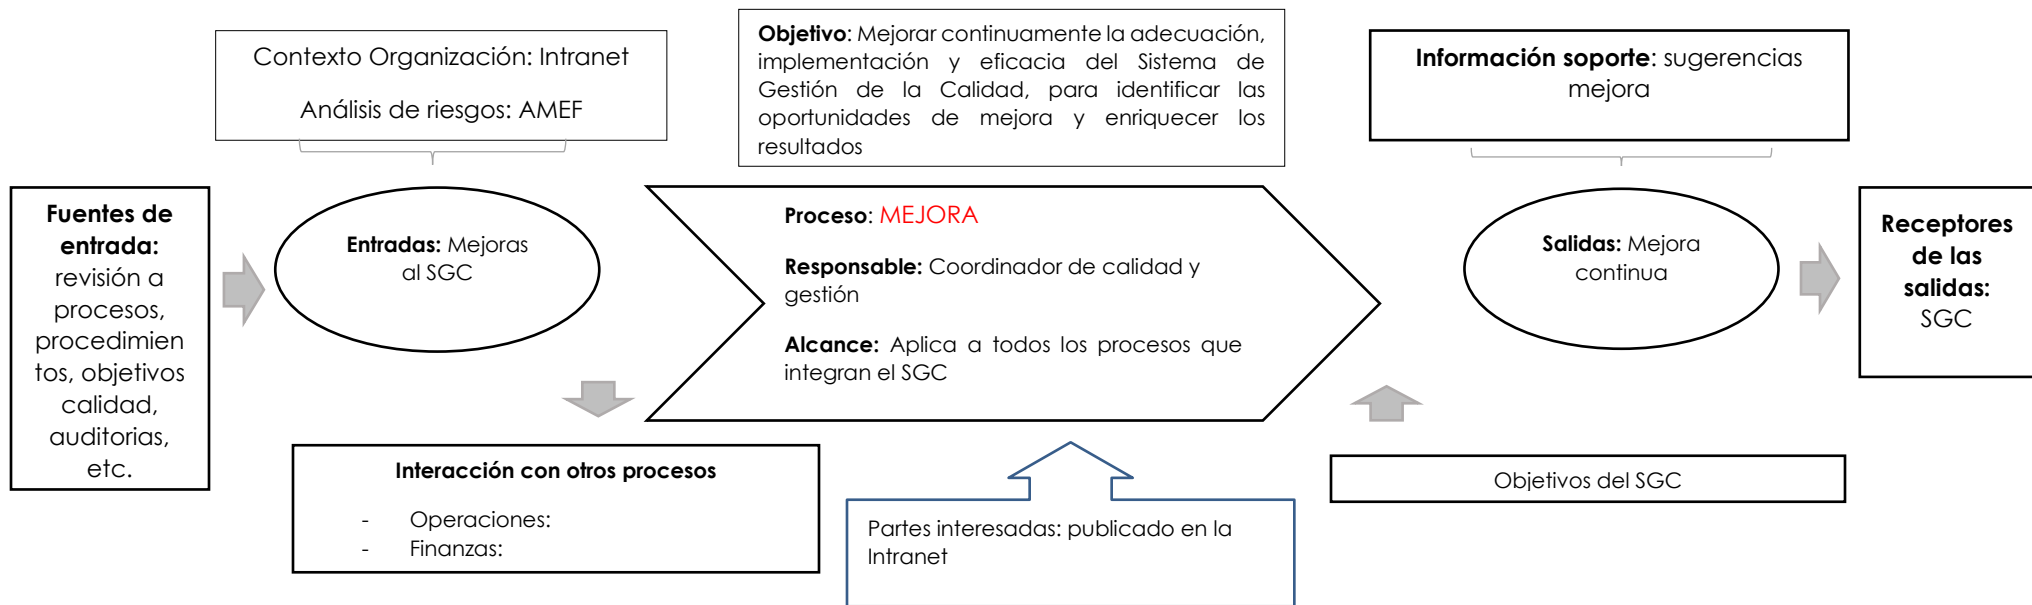 Contexto Organización: Intranet
Análisis de riesgos: AMEF
Objetivo: Mejorar continuamente la adecuación,
implementación y eficacia del Sistema de
Gestión de la Calidad, para identificar las
oportunidades de mejora y enriquecer los
resultados
Información soporte: sugerencias
mejora
Fuentes de
entrada:
revisión a
procesos,
procedimien
tos, objetivos
calidad,
auditorias,
etc.
Entradas: Mejoras
al SGC
Proceso: MEJORA
Responsable: Coordinador de calidad y
gestión
Alcance: Aplica a todos los procesos que
integran el SGC
Salidas: Mejora
continua
Receptores
de las
salidas:
SGC
Interacción con otros procesos
- Operaciones:
- Finanzas:
Partes interesadas: publicado en la
Intranet
Objetivos del SGC